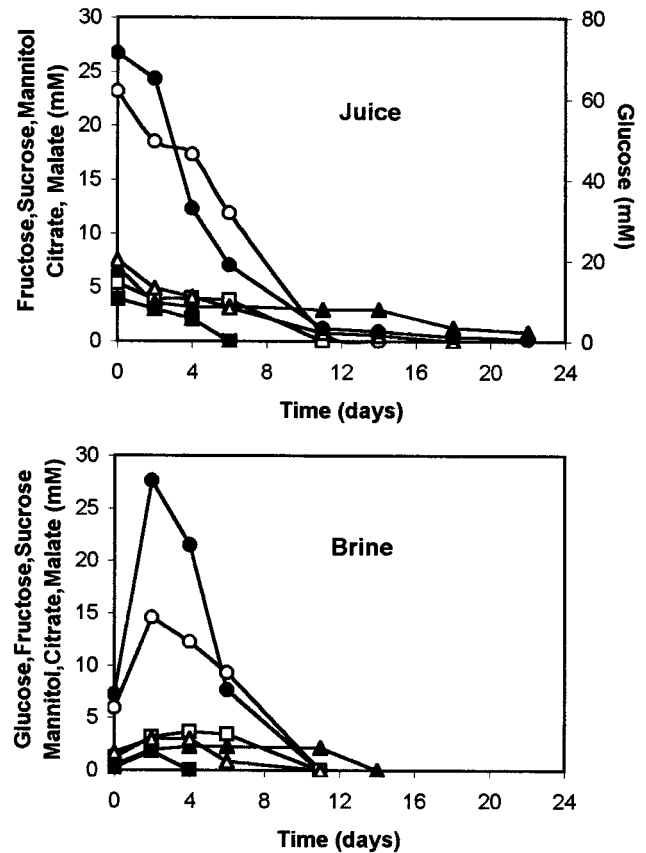 Fructose,Sucrose,Mannitol
Citrate, Malate (mM)
30
25
20
15
10
5
0
Juice
80
60
40
20
0
Glucose (mM)
0 4 8 12 16 20 24
Time (days)
Glucose,Fructose,Sucrose
Mannitol,Citrate,Malate (mM)
30
25
20
15
10
5
0
Brine
0 4 8 12 16 20 24
Time (days)